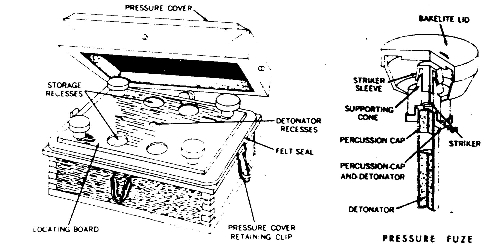 PRESSURE COVER
BAKELITE LID
STORAGE
RECESSES
STRIKER
SLEEVE
SUPPORTING
CONE
DETONATOR
RECESSES
FELT SEAL
PERCUSSION CAP
STRIKER
PERCUSSION-CAP
AND DETONATOR
LOCATING BOARD
PRESSURE COVER
RETAINING CLIP
DETONATOR
PRESSURE FUZE